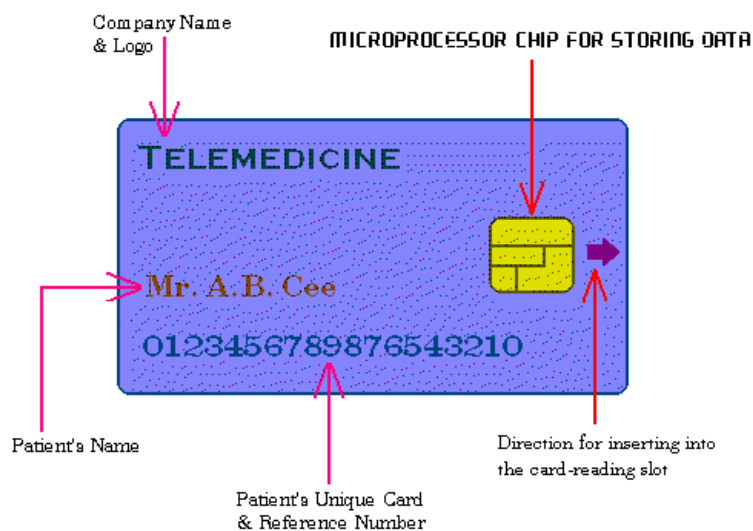 Company Name
& Logo
MICROPROCESSOR CHIP FOR STORING DATA
TELEMEDICINE
Mr. A.B. Cee
0123456789876543210
Patient's Name
Direction for inserting into
the card-reading slot
Patient's Unique Card
& Reference Number